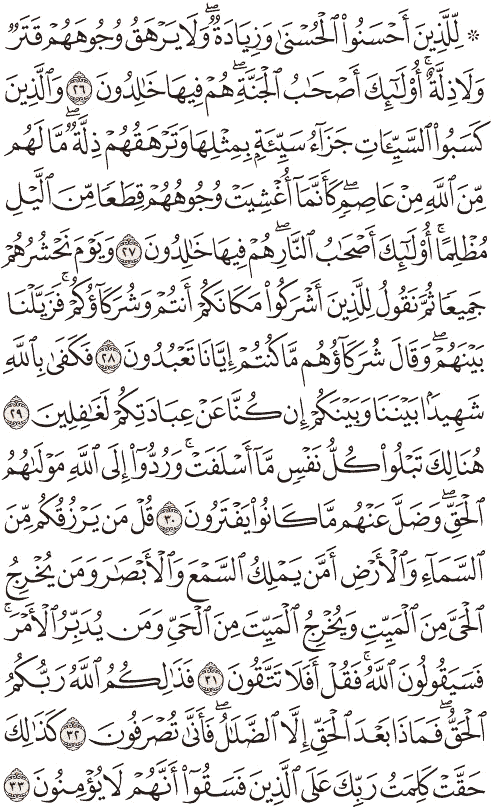 ۞ لِّلَّذِينَ أَحْسَنُوا۟ ٱلْحُسْنَىٰ وَزِيَادَةٌۭ ۖ وَلَا يَرْهَقُ وُجُوهَهُمْ قَتَرٌۭ
وَلَا ذِلَّةٌ ۚ أُو۟لَـٰٓئِكَ أَصْحَـٰبُ ٱلْجَنَّةِ ۖ هُمْ فِيهَا خَـٰلِدُونَ ٢٦ وَٱلَّذِينَ
كَسَبُوا۟ ٱلسَّيِّـَٔاتِ جَزَآءُ سَيِّئَةٍۭ بِمِثْلِهَا وَتَرْهَقُهُمْ ذِلَّةٌۭ ۖ مَّا لَهُم
مِّنَ ٱللَّهِ مِنْ عَاصِمٍۢ ۖ كَأَنَّمَآ أُغْشِيَتْ وُجُوهُهُمْ قِطَعًۭا مِّنَ ٱلَّيْلِ
مُظْلِمًا ۚ أُو۟لَـٰٓئِكَ أَصْحَـٰبُ ٱلنَّارِ ۖ هُمْ فِيهَا خَـٰلِدُونَ ٢٧ وَيَوْمَ نَحْشُرُهُمْ
جَمِيعًۭا ثُمَّ نَقُولُ لِلَّذِينَ أَشْرَكُوا۟ مَكَانَكُمْ أَنتُمْ وَشُرَكَآؤُكُمْ ۚ فَزَيَّلْنَا
بَيْنَهُمْ ۖ وَقَالَ شُرَكَآؤُهُم مَّا كُنتُمْ إِيَّانَا تَعْبُدُونَ ٢٨ فَكَفَىٰ بِٱللَّهِ
شَهِيدًۢا بَيْنَنَا وَبَيْنَكُمْ إِن كُنَّا عَنْ عِبَادَتِكُمْ لَغَـٰفِلِينَ ٢٩
هُنَالِكَ تَبْلُوا۟ كُلُّ نَفْسٍۢ مَّآ أَسْلَفَتْ ۚ وَرُدُّوٓا۟ إِلَى ٱللَّهِ مَوْلَىٰهُمُ
ٱلْحَقِّ ۖ وَضَلَّ عَنْهُم مَّا كَانُوا۟ يَفْتَرُونَ ٣٠ قُلْ مَن يَرْزُقُكُم مِّنَ
ٱلسَّمَآءِ وَٱلْأَرْضِ أَمَّن يَمْلِكُ ٱلسَّمْعَ وَٱلْأَبْصَـٰرَ وَمَن يُخْرِجُ
ٱلْحَىَّ مِنَ ٱلْمَيِّتِ وَيُخْرِجُ ٱلْمَيِّتَ مِنَ ٱلْحَىِّ وَمَن يُدَبِّرُ ٱلْأَمْرَ ۚ
فَسَيَقُولُونَ ٱللَّهُ ۚ فَقُلْ أَفَلَا تَتَّقُونَ ٣١ فَذَٰلِكُمُ ٱللَّهُ رَبُّكُمُ
ٱلْحَقُّ ۖ فَمَاذَا بَعْدَ ٱلْحَقِّ إِلَّا ٱلضَّلَـٰلُ ۖ فَأَنَّىٰ تُصْرَفُونَ ٣٢ كَذَٰلِكَ
حَقَّتْ كَلِمَتُ رَبِّكَ عَلَى ٱلَّذِينَ فَسَقُوٓا۟ أَنَّهُمْ لَا يُؤْمِنُونَ ٣٣